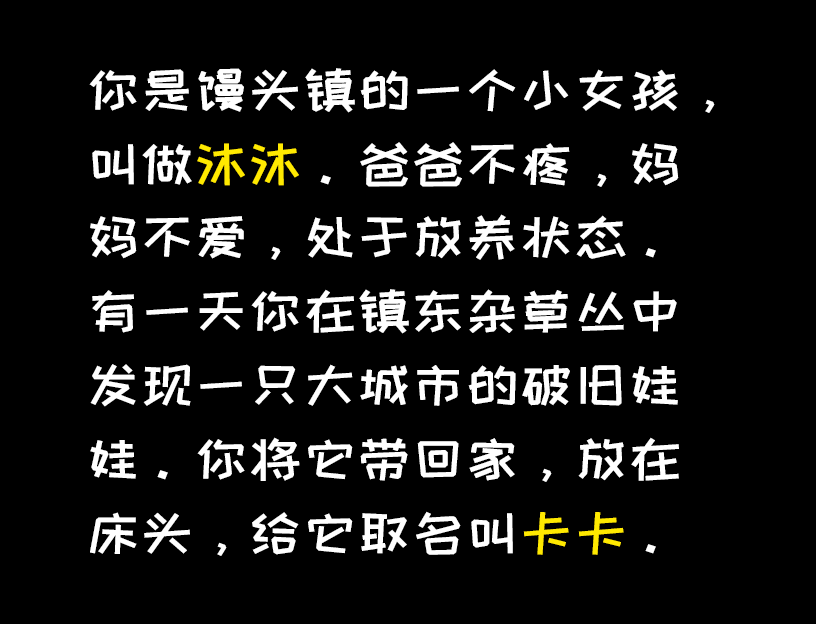 你是馒头镇的一个小女孩，
叫做沐沐．爸爸不疼，妈
妈不爱，处于放养状态．
有一天你在镇东杂草丛中
发现一只大城市的破旧娃
娃．你将它带回家，放在
床头，给它取名叫卡卡．